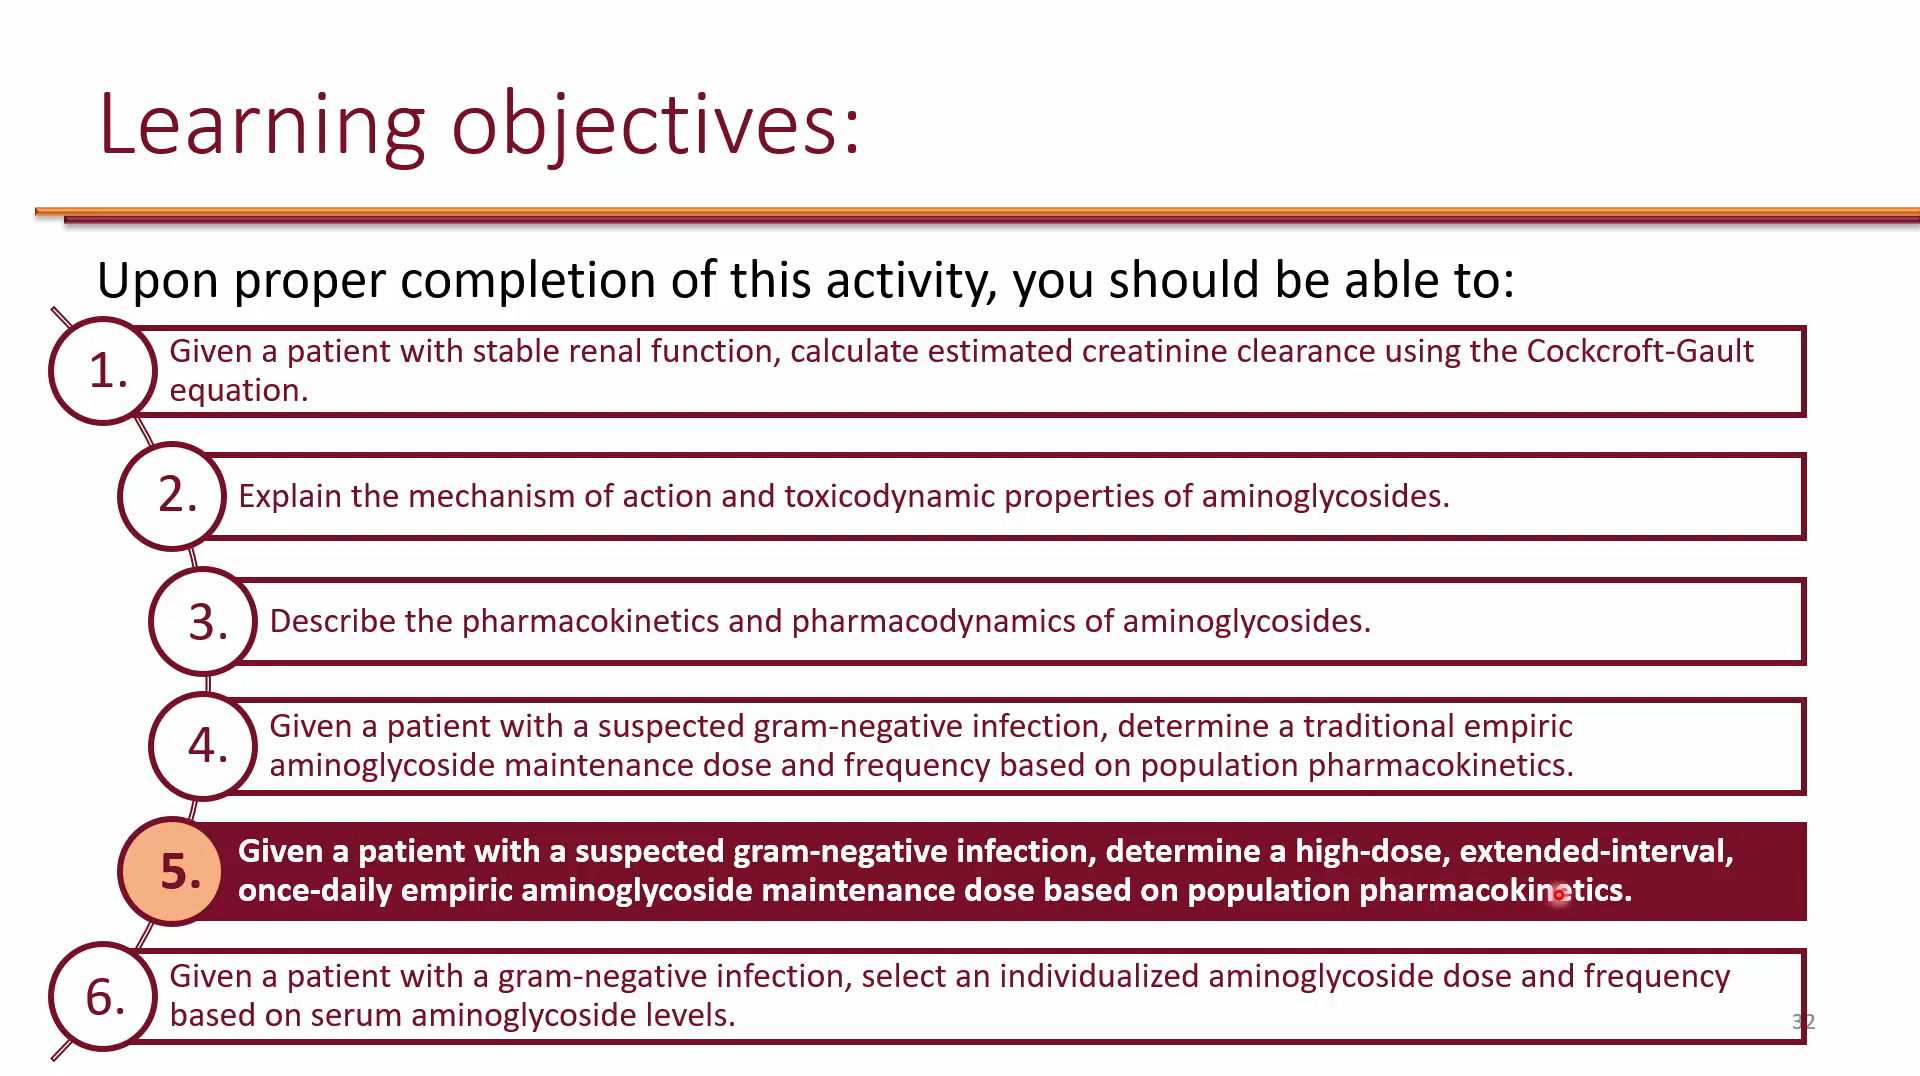 Learning objectives:
Upon proper completion of this activity, you should be able to:
1. Given a patient with stable renal function, calculate estimated creatinine clearance using the Cockcroft-Gault
equation.
2. Explain the mechanism of action and toxicodynamic properties of aminoglycosides.
3. Describe the pharmacokinetics and pharmacodynamics of aminoglycosides.
4. Given a patient with a suspected gram-negative infection, determine a traditional empiric
aminoglycoside maintenance dose and frequency based on population pharmacokinetics.
5. Given a patient with a suspected gram-negative infection, determine a high-dose, extended-interval,
once-daily empiric aminoglycoside maintenance dose based on population pharmacokinetics.
6. Given a patient with a gram-negative infection, select an individualized aminoglycoside dose and frequency
based on serum aminoglycoside levels.
32